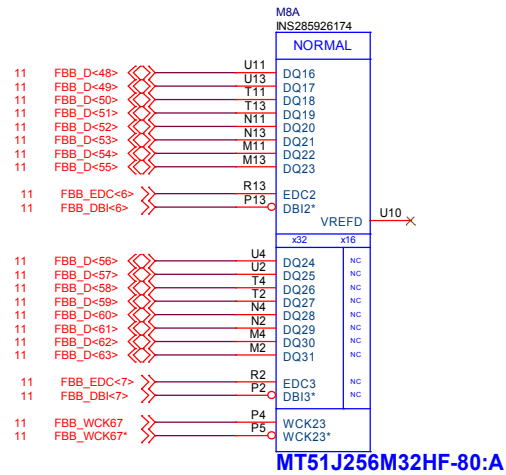 M8A
INS285926174
NORMAL
11 FBB_D<48> U11 DQ16
11 FBB_D<49> U13 DQ17
11 FBB_D<50> T11 DQ18
11 FBB_D<51> T13 DQ19
11 FBB_D<52> N11 DQ20
11 FBB_D<53> N13 DQ21
11 FBB_D<54> M11 DQ22
11 FBB_D<55> M13 DQ23
11 FBB_EDC<6> R13 EDC2
11 FBB_DBI<6> P13 DBI2*
VREFD U10
x32 x16
11 FBB_D<56> U4 DQ24 NC
11 FBB_D<57> U2 DQ25 NC
11 FBB_D<58> T4 DQ26 NC
11 FBB_D<59> T2 DQ27 NC
11 FBB_D<60> N4 DQ28 NC
11 FBB_D<61> N2 DQ29 NC
11 FBB_D<62> M4 DQ30 NC
11 FBB_D<63> M2 DQ31 NC
11 FBB_EDC<7> R2 EDC3 NC
11 FBB_DBI<7> P2 DBI3* NC
11 FBB_WCK67 P4 WCK23
11 FBB_WCK67* P5 WCK23*
MT51J256M32HF-80:A